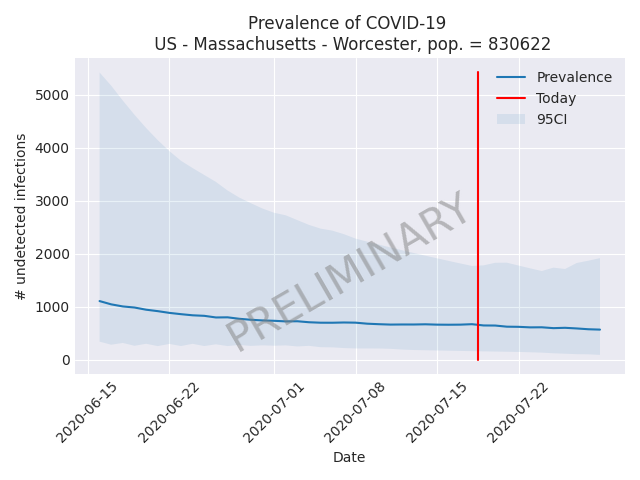 Prevalence of COVID-19
US - Massachusetts - Worcester, pop. = 830622
# undetected infections
5000
4000
3000
2000
1000
0
Prevalence
Today
95CI
PRELIMINARY
2020-06-15
2020-06-22
2020-07-01
2020-07-08
2020-07-15
2020-07-22
Date